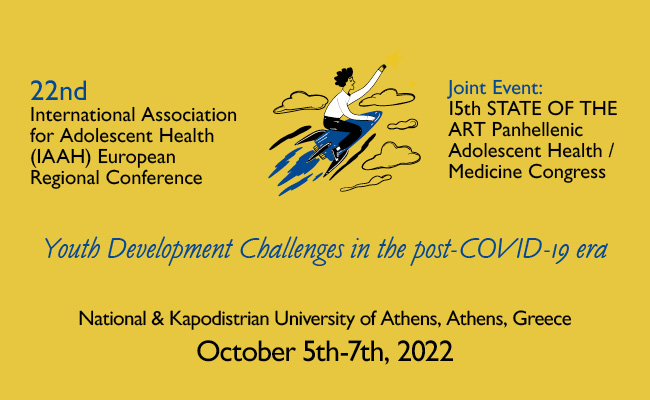 22nd
International Association
for Adolescent Health
(IAAH) European
Regional Conference
Joint Event:
15th STATE OF THE
ART Panhellenic
Adolescent Health /
Medicine Congress
Youth Development Challenges in the post-COVID-19 era
National & Kapodistrian University of Athens, Athens, Greece
October 5th-7th, 2022